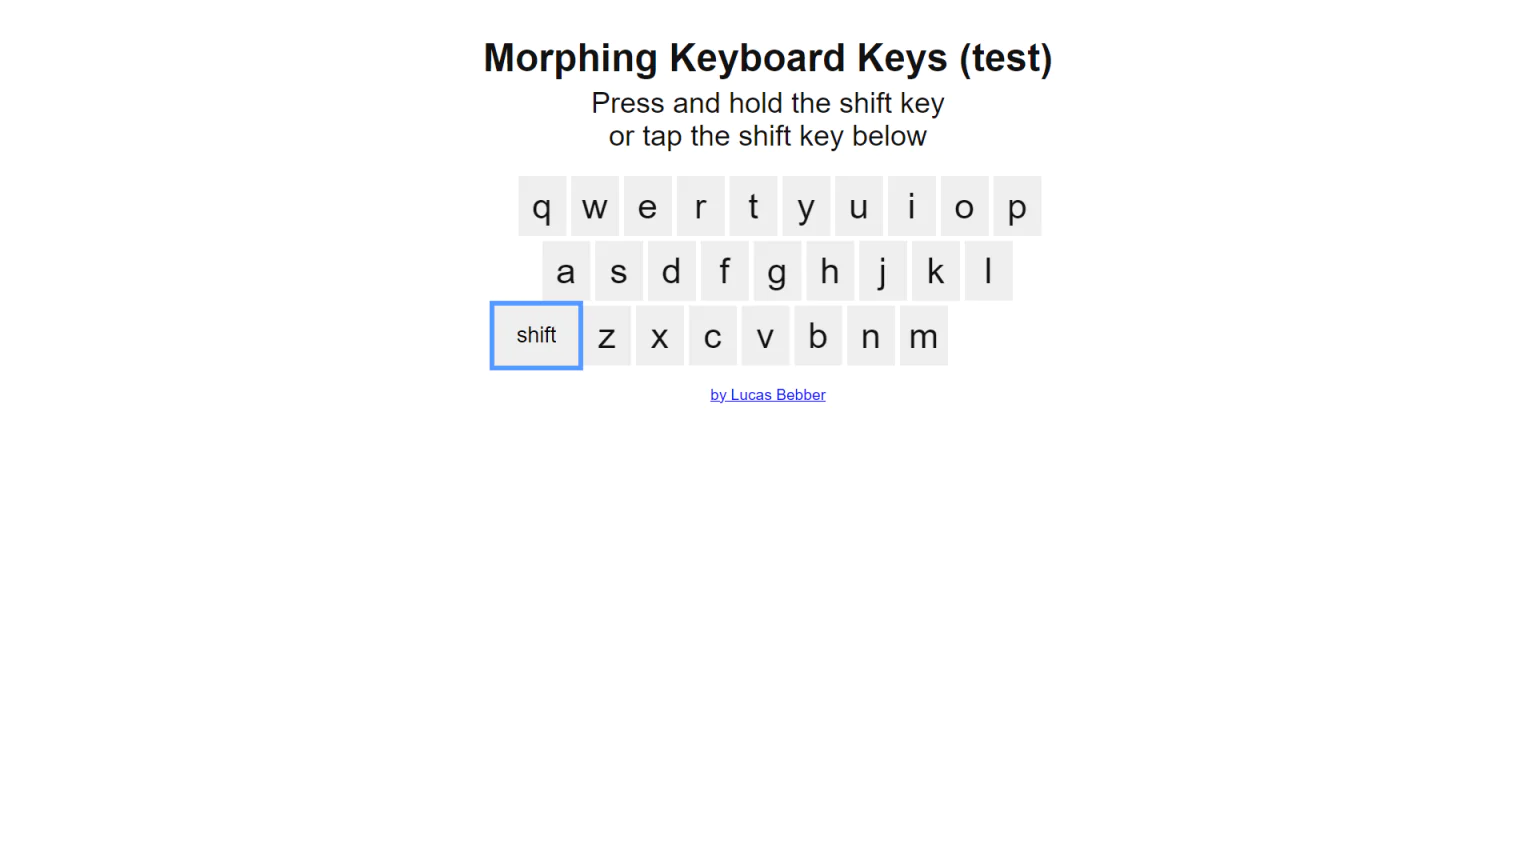 Morphing Keyboard Keys (test)
Press and hold the shift key
or tap the shift key below
q w e r t y u i o p
a s d f g h j k l
shift z x c v b n m
by Lucas Bebber